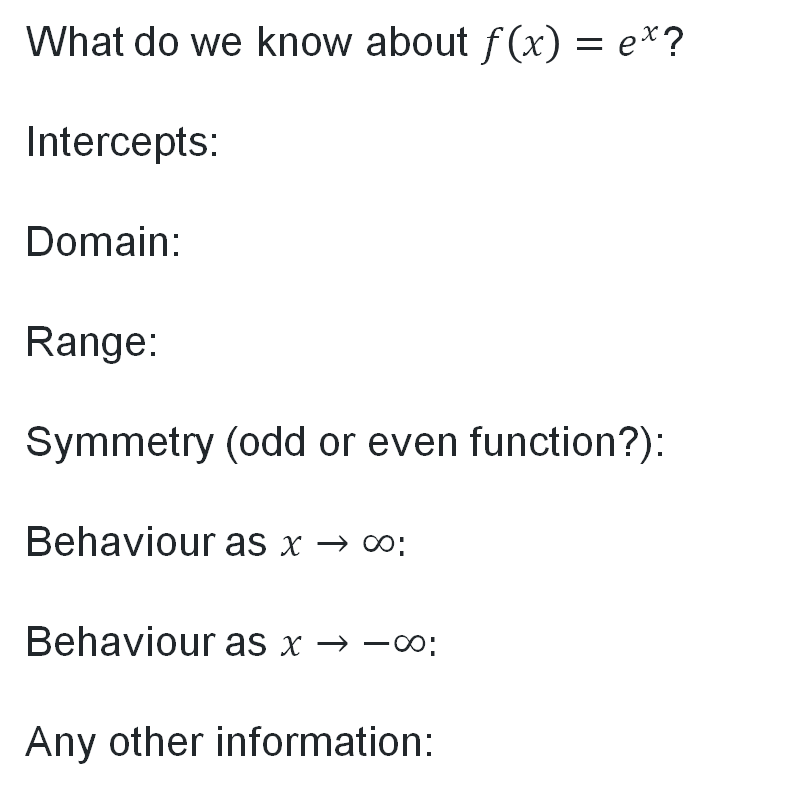 What do we know about 𝑓(𝑥) = 𝑒ˣ?
Intercepts:
Domain:
Range:
Symmetry (odd or even function?):
Behaviour as 𝑥 → ∞:
Behaviour as 𝑥 → −∞:
Any other information: